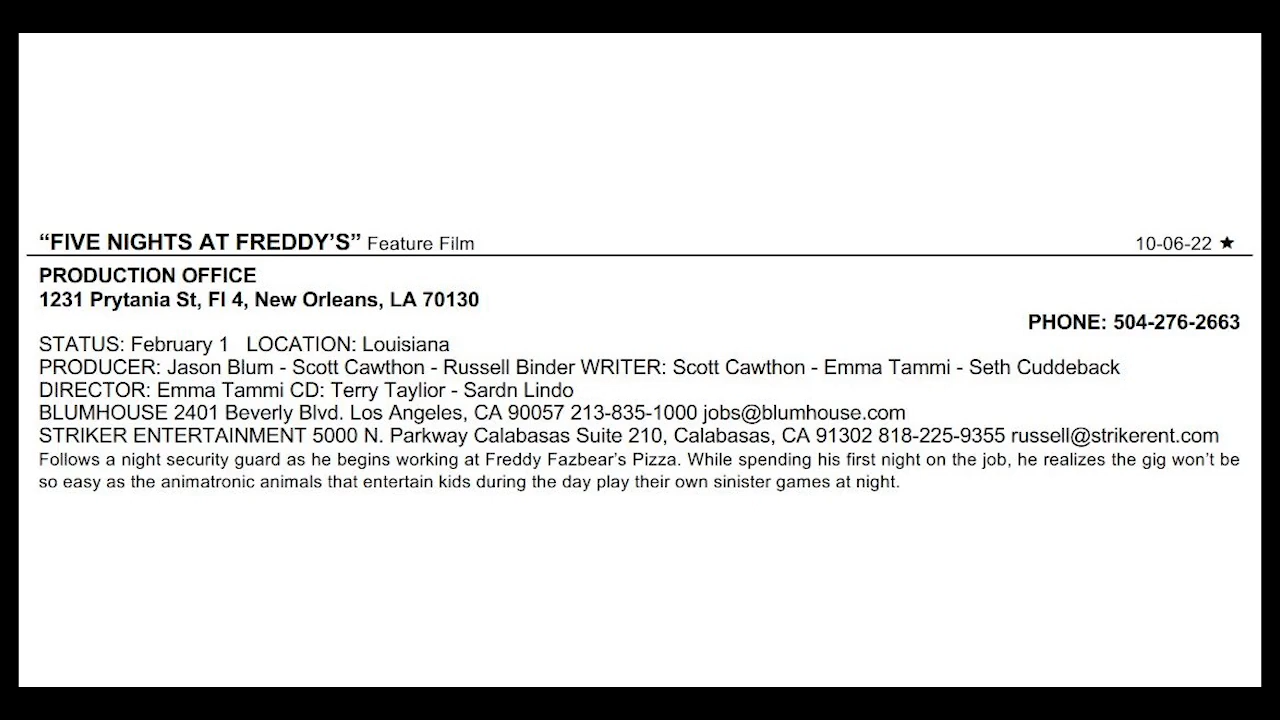 “FIVE NIGHTS AT FREDDY’S” Feature Film 10-06-22 ★
PRODUCTION OFFICE
1231 Prytania St, Fl 4, New Orleans, LA 70130
PHONE: 504-276-2663
STATUS: February 1 LOCATION: Louisiana
PRODUCER: Jason Blum - Scott Cawthon - Russell Binder WRITER: Scott Cawthon - Emma Tammi - Seth Cuddeback
DIRECTOR: Emma Tammi CD: Terry Taylior - Sardn Lindo
BLUMHOUSE 2401 Beverly Blvd. Los Angeles, CA 90057 213-835-1000 jobs@blumhouse.com
STRIKER ENTERTAINMENT 5000 N. Parkway Calabasas Suite 210, Calabasas, CA 91302 818-225-9355 russell@strikerent.com
Follows a night security guard as he begins working at Freddy Fazbear’s Pizza. While spending his first night on the job, he realizes the gig won’t be
so easy as the animatronic animals that entertain kids during the day play their own sinister games at night.